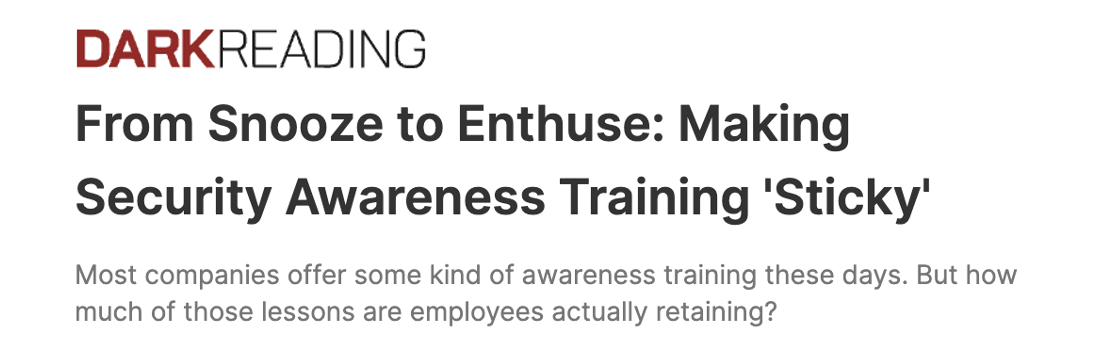 DARKREADING
From Snooze to Enthuse: Making
Security Awareness Training 'Sticky'
Most companies offer some kind of awareness training these days. But how
much of those lessons are employees actually retaining?